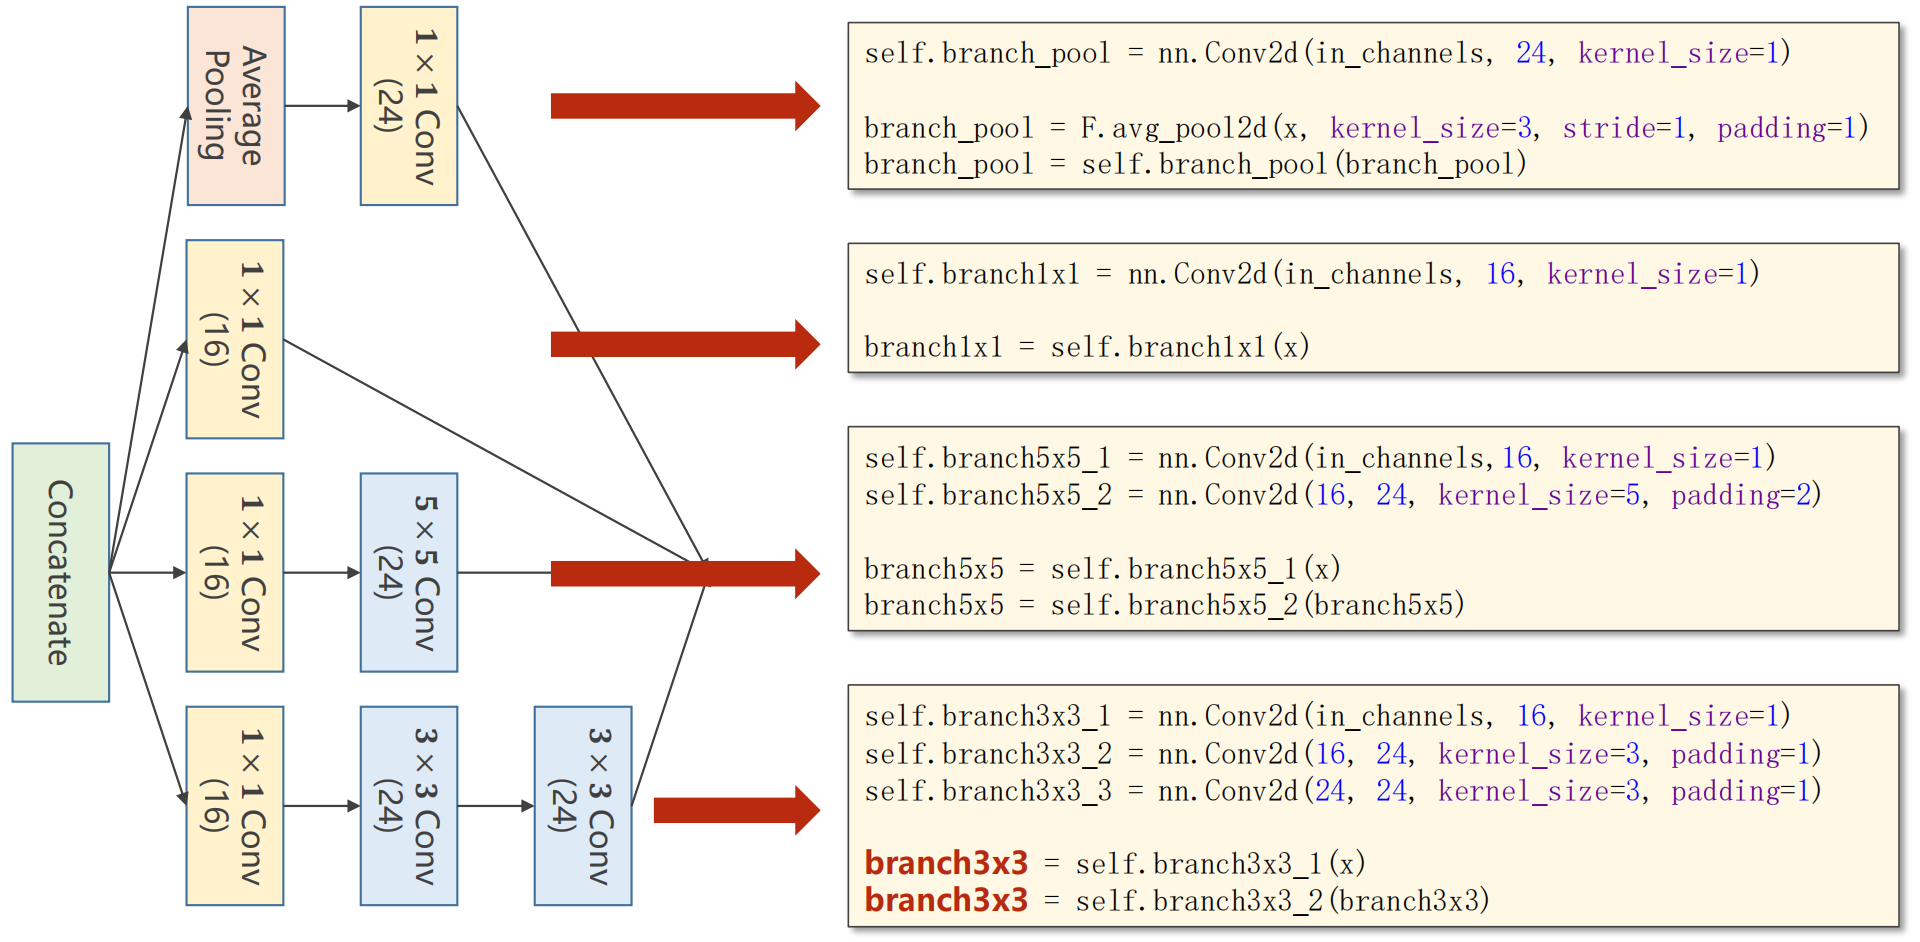 Average
Pooling
1×1 Conv
(24)
self.branch_pool = nn.Conv2d(in_channels, 24, kernel_size=1)
branch_pool = F.avg_pool2d(x, kernel_size=3, stride=1, padding=1)
branch_pool = self.branch_pool(branch_pool)
1×1 Conv
(16)
self.branch1x1 = nn.Conv2d(in_channels, 16, kernel_size=1)
branch1x1 = self.branch1x1(x)
Concatenate
1×1 Conv
(16)
5×5 Conv
(24)
self.branch5x5_1 = nn.Conv2d(in_channels,16, kernel_size=1)
self.branch5x5_2 = nn.Conv2d(16, 24, kernel_size=5, padding=2)
branch5x5 = self.branch5x5_1(x)
branch5x5 = self.branch5x5_2(branch5x5)
1×1 Conv
(16)
3×3 Conv
(24)
3×3 Conv
(24)
self.branch3x3_1 = nn.Conv2d(in_channels, 16, kernel_size=1)
self.branch3x3_2 = nn.Conv2d(16, 24, kernel_size=3, padding=1)
self.branch3x3_3 = nn.Conv2d(24, 24, kernel_size=3, padding=1)
branch3x3 = self.branch3x3_1(x)
branch3x3 = self.branch3x3_2(branch3x3)